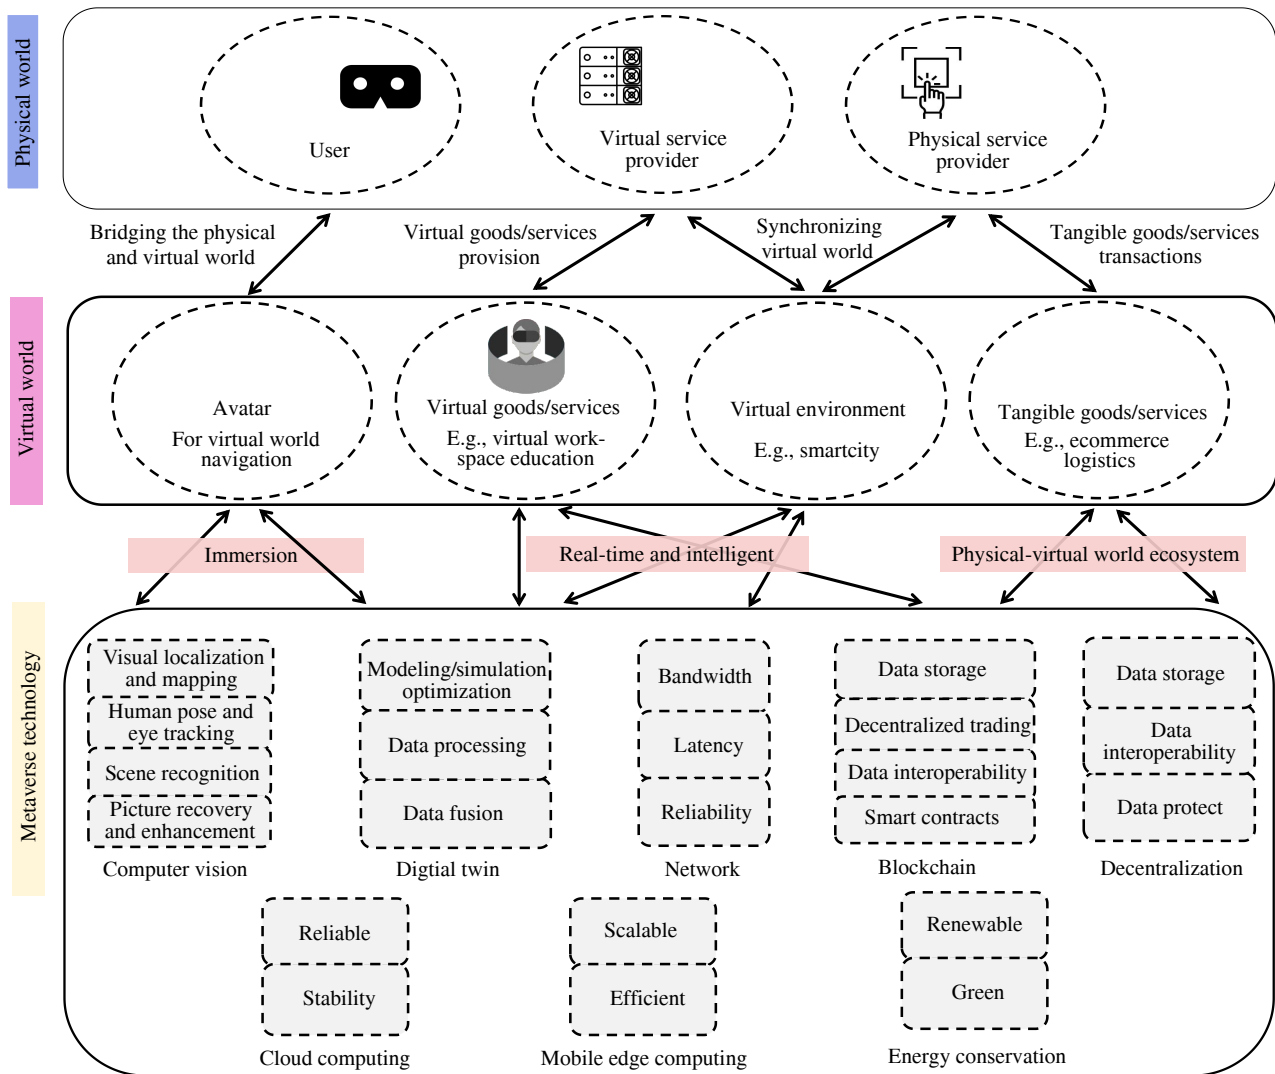 Physical world
User
Virtual service
provider
Physical service
provider
Bridging the physical
and virtual world
Virtual goods/services
provision
Synchronizing
virtual world
Tangible goods/services
transactions
Virtual world
Avatar
For virtual world
navigation
Virtual goods/services
E.g., virtual work-
space education
Virtual environment
E.g., smartcity
Tangible goods/services
E.g., ecommerce
logistics
Immersion
Real-time and intelligent
Physical-virtual world ecosystem
Metaverse technology
Visual localization
and mapping
Human pose and
eye tracking
Scene recognition
Picture recovery
and enhancement
Computer vision
Modeling/simulation
optimization
Data processing
Data fusion
Digtial twin
Bandwidth
Latency
Reliability
Network
Data storage
Decentralized trading
Data interoperability
Smart contracts
Blockchain
Data storage
Data
interoperability
Data protect
Decentralization
Reliable
Stability
Cloud computing
Scalable
Efficient
Mobile edge computing
Renewable
Green
Energy conservation